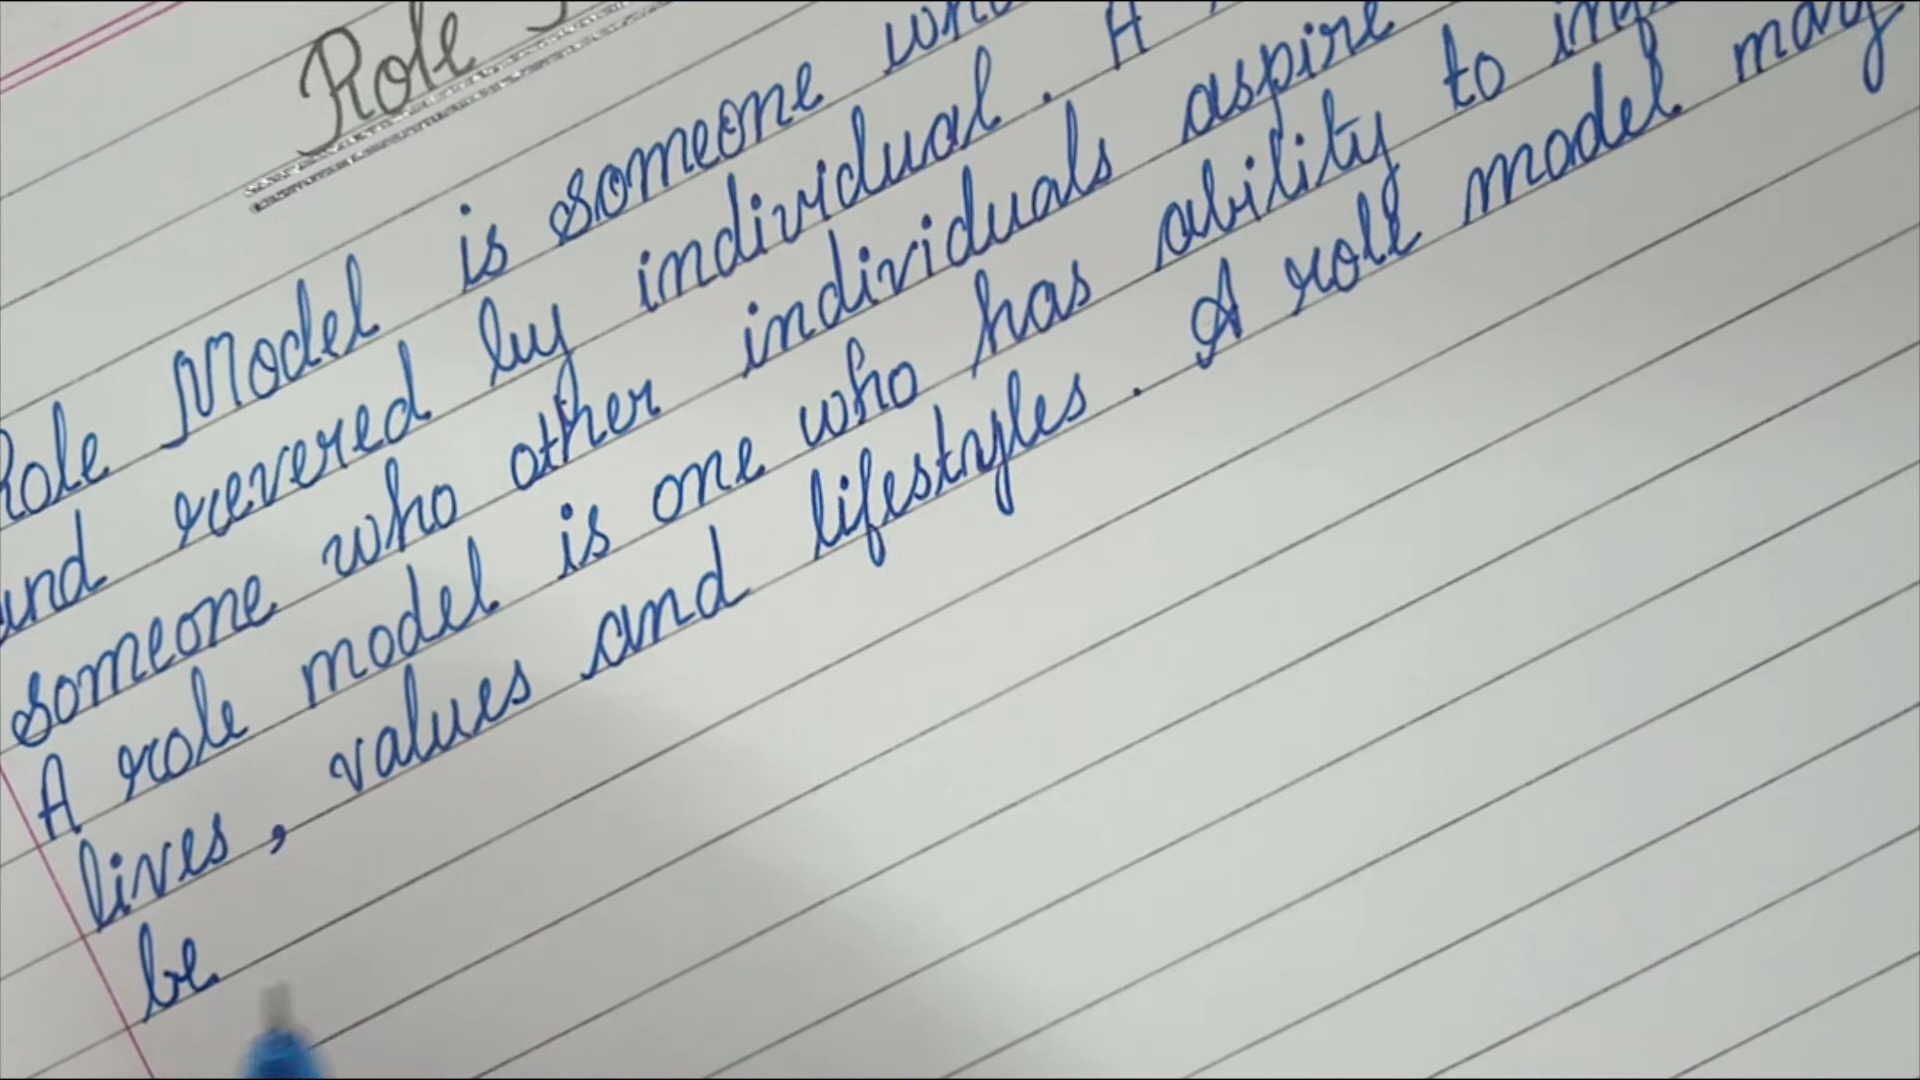 Role
Role Model is someone
and revered by individual. A
someone who other individuals aspire
A role model is one who has ability to
lives, values and lifestyles. A role model may
be